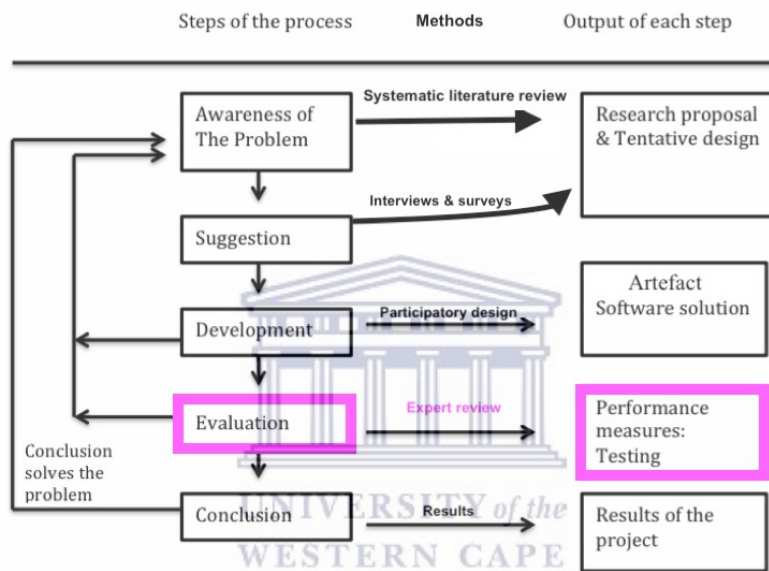 Steps of the process Methods Output of each step
Systematic literature review
Awareness of
The Problem
Research proposal
& Tentative design
Interviews & surveys
Suggestion
Artefact
Software solution
Participatory design
Development
Expert review
Evaluation
Performance
measures:
Testing
Conclusion
solves the
problem
Conclusion
Results
Results of the
project
UNIVERSITY of the
WESTERN CAPE